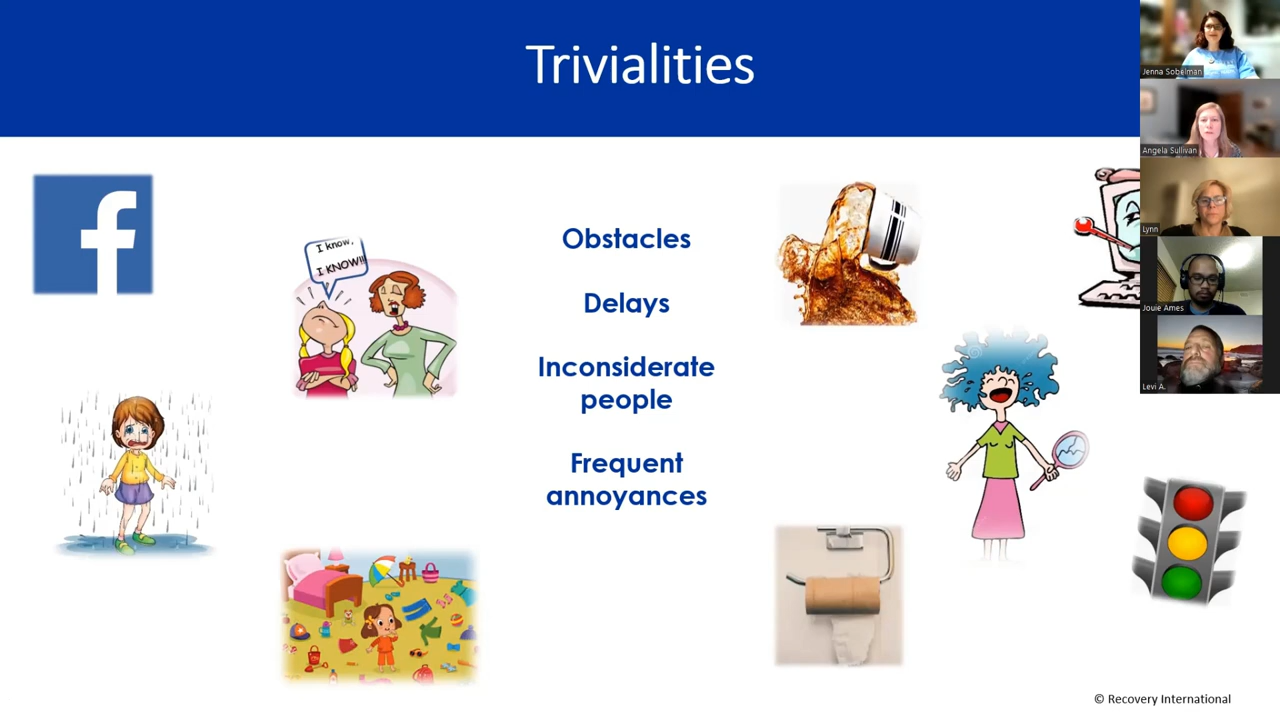 Trivialities
I know,
I KNOW!!
Obstacles
Delays
Inconsiderate
people
Frequent
annoyances
Jenna Sobelman
Angela Sullivan
Lynn
Jouie Ames
Levi A.
© Recovery International